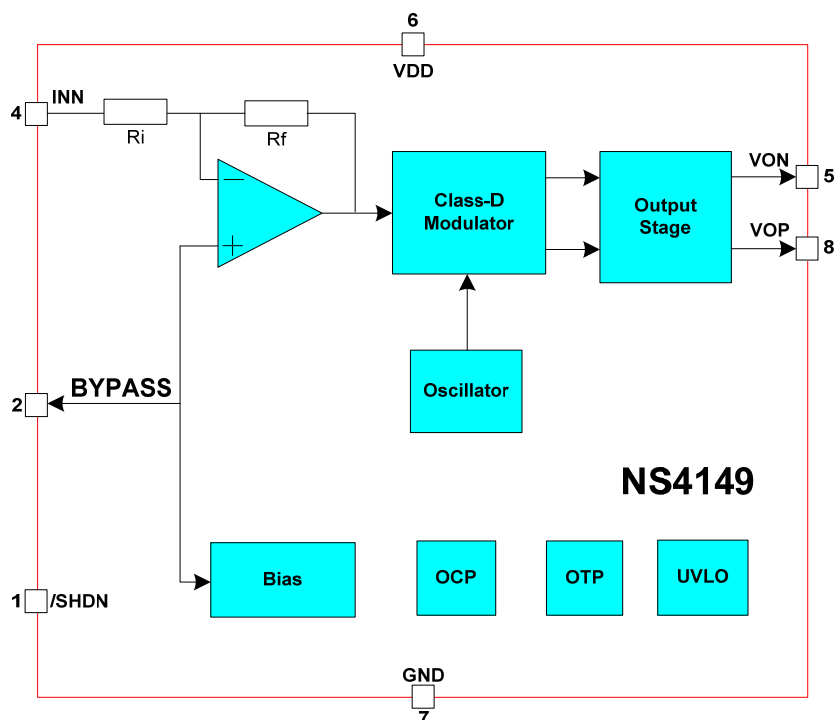 6
VDD
4
INN
Ri
Rf
Class-D
Modulator
Output
Stage
VON
5
VOP
8
Oscillator
BYPASS
2
NS4149
Bias
OCP
OTP
UVLO
1
/SHDN
GND
7